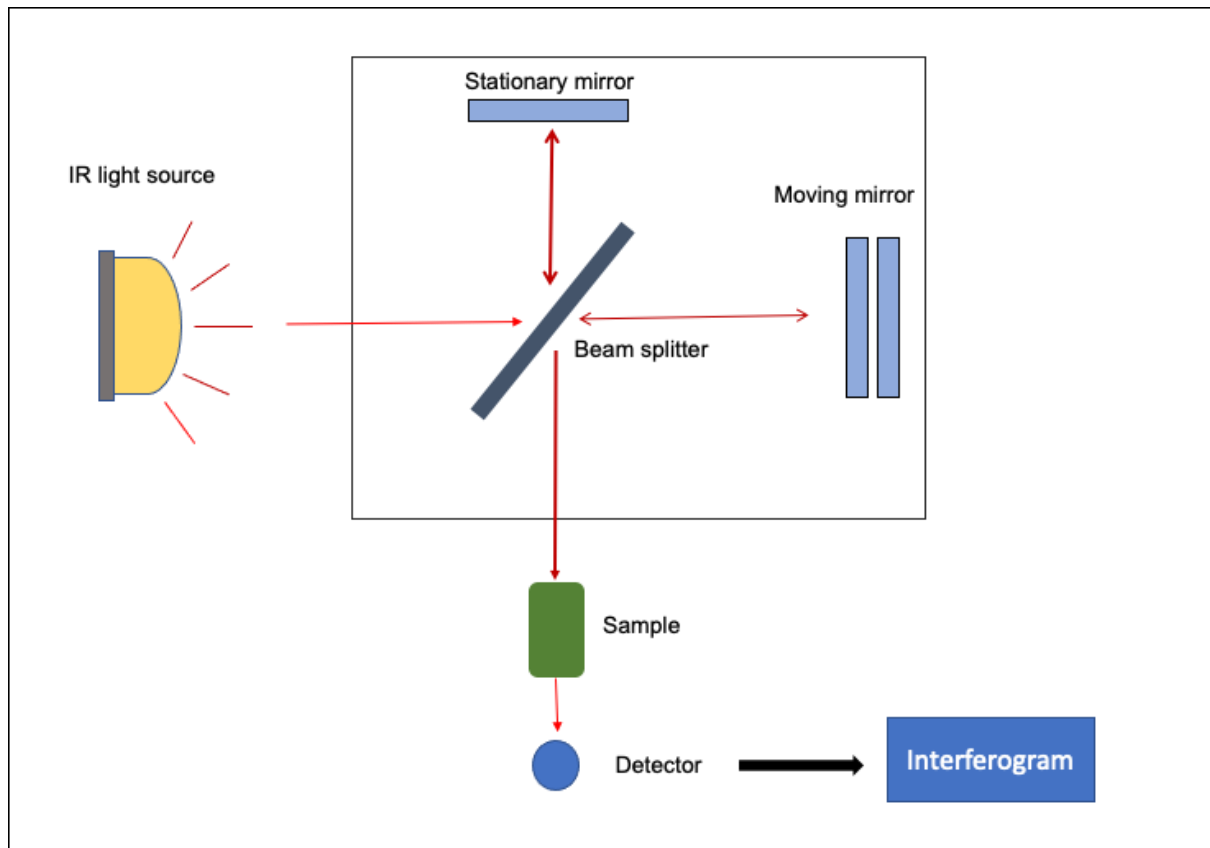 Stationary mirror
IR light source
Moving mirror
Beam splitter
Sample
Detector
Interferogram